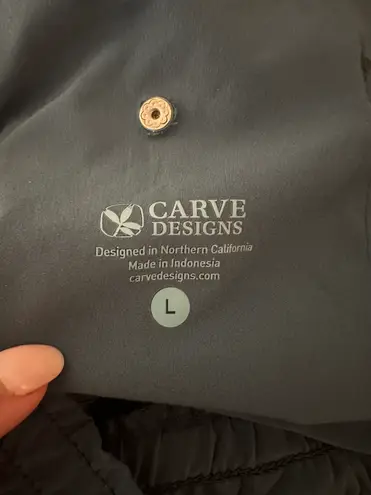 CARVE
DESIGNS
Designed in Northern California
Made in Indonesia
carvedesigns.com
L